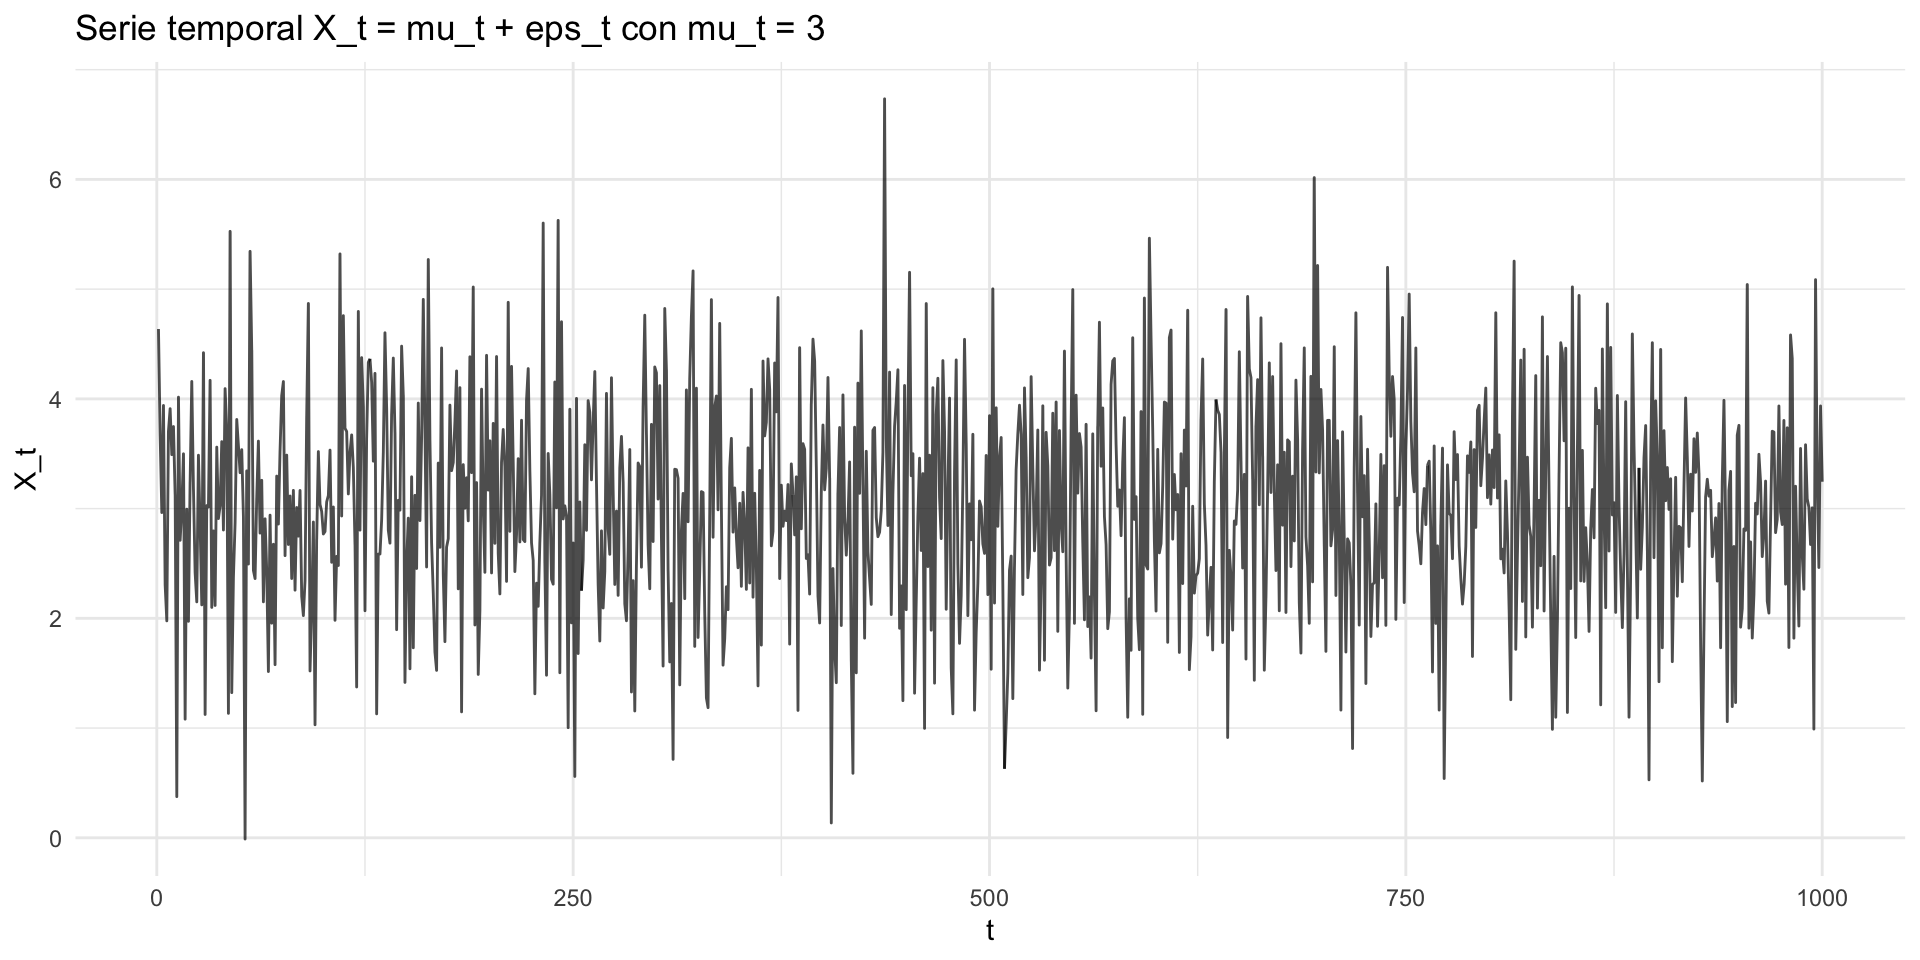 Serie temporal X_t = mu_t + eps_t con mu_t = 3
X_t
6
4
2
0
0 250 500 750 1000
t